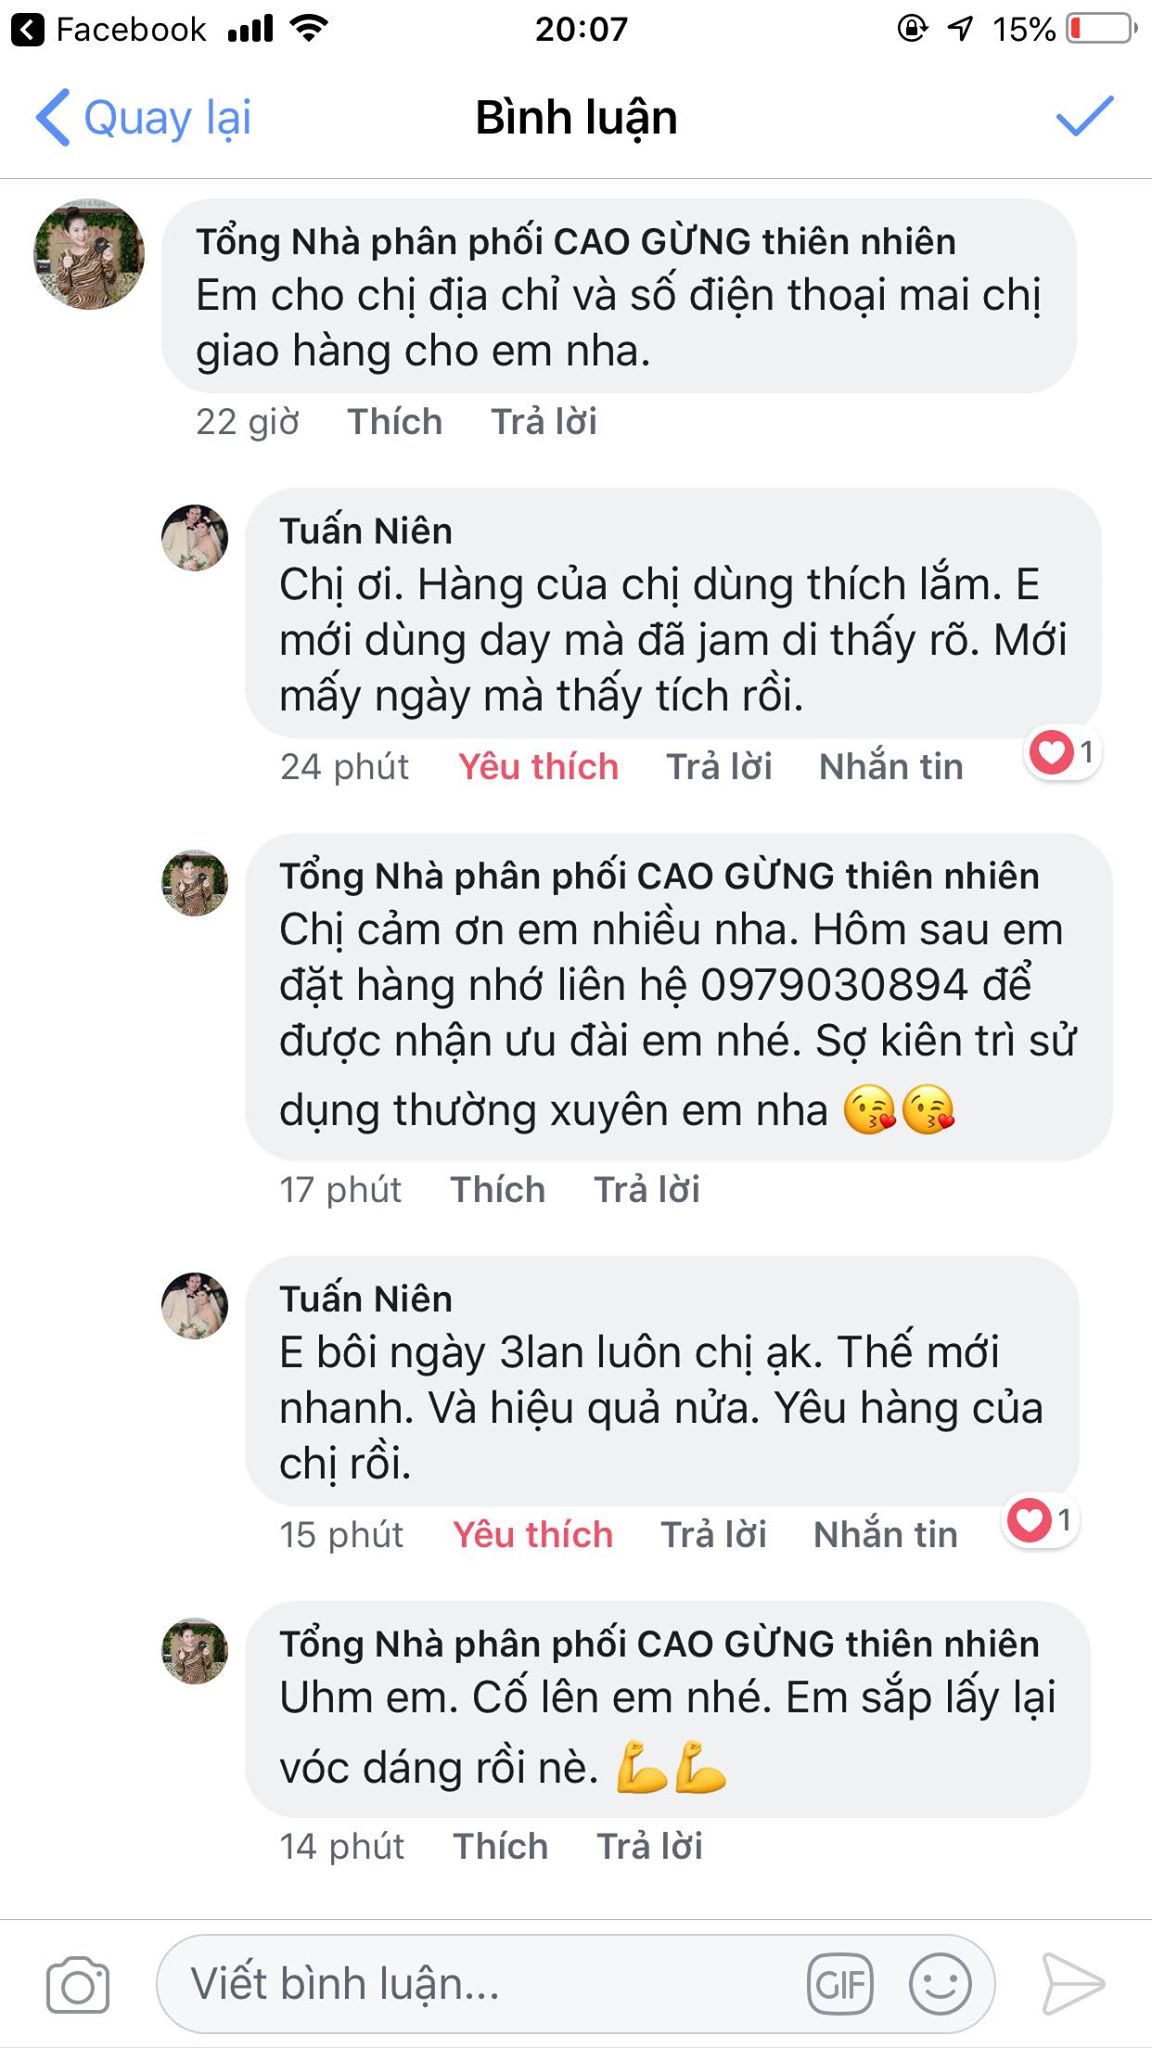 Facebook 20:07 15%
Quay lại Bình luận
Tổng Nhà phân phối CAO GỪNG thiên nhiên
Em cho chị địa chỉ và số điện thoại mai chị
giao hàng cho em nha.
22 giờ Thích Trả lời
Tuấn Niên
Chị ơi. Hàng của chị dùng thích lắm. E
mới dùng day mà đã jam di thấy rõ. Mới
mấy ngày mà thấy tích rồi.
24 phút Yêu thích Trả lời Nhắn tin 1
Tổng Nhà phân phối CAO GỪNG thiên nhiên
Chị cảm ơn em nhiều nha. Hôm sau em
đặt hàng nhớ liên hệ 0979030894 để
được nhận ưu đài em nhé. Sợ kiên trì sử
dụng thường xuyên em nha 😘😘
17 phút Thích Trả lời
Tuấn Niên
E bôi ngày 3lan luôn chị ạk. Thế mới
nhanh. Và hiệu quả nửa. Yêu hàng của
chị rồi.
15 phút Yêu thích Trả lời Nhắn tin 1
Tổng Nhà phân phối CAO GỪNG thiên nhiên
Uhm em. Cố lên em nhé. Em sắp lấy lại
vóc dáng rồi nè. 💪💪
14 phút Thích Trả lời
Viết bình luận... GIF